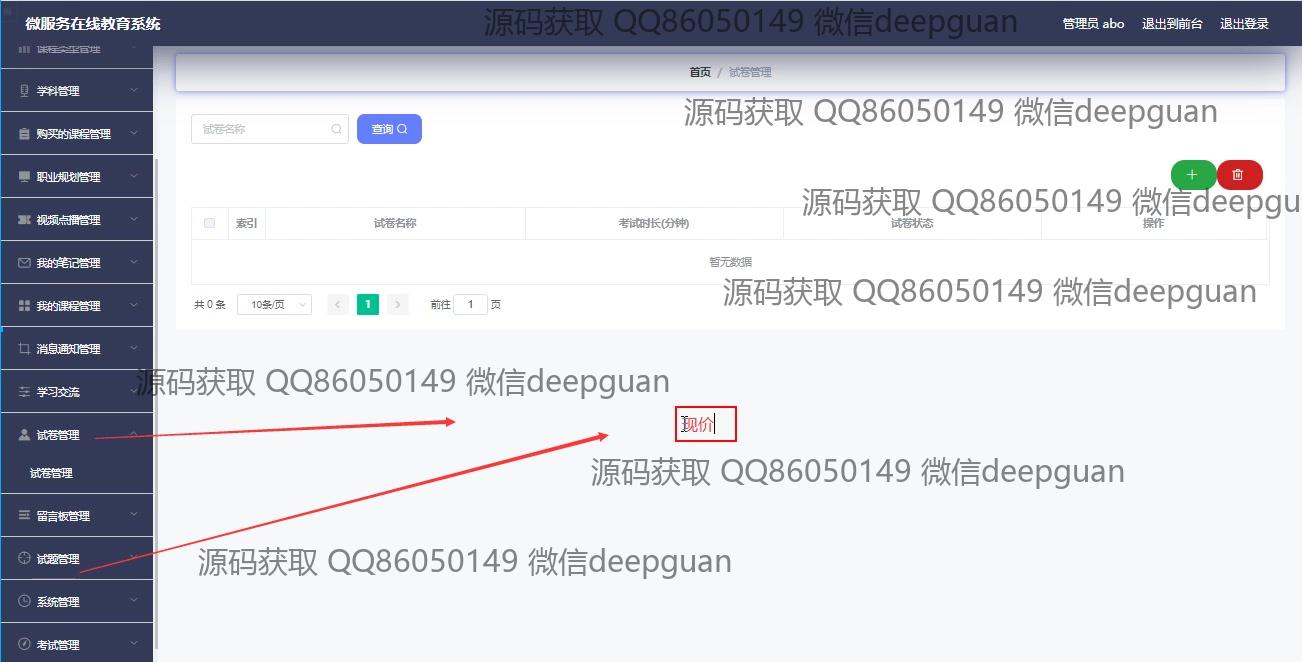 微服务在线教育系统
源码获取 QQ86050149 微信deepguan
管理员 abo 退出到前台 退出登录
课程类型管理
首页 / 试卷管理
学科管理
源码获取 QQ86050149 微信deepguan
试卷名称 查询
购买的课程管理
职业规划管理
源码获取 QQ86050149 微信deepgu
视频点播管理
索引 试卷名称 考试时长(分钟) 试卷状态 操作
我的笔记管理
暂无数据
源码获取 QQ86050149 微信deepguan
我的课程管理
共 0 条 10条/页 1 前往 1 页
消息通知管理
源码获取 QQ86050149 微信deepguan
学习交流
现价
试卷管理
试卷管理
源码获取 QQ86050149 微信deepguan
留言板管理
试题管理
源码获取 QQ86050149 微信deepguan
系统管理
考试管理